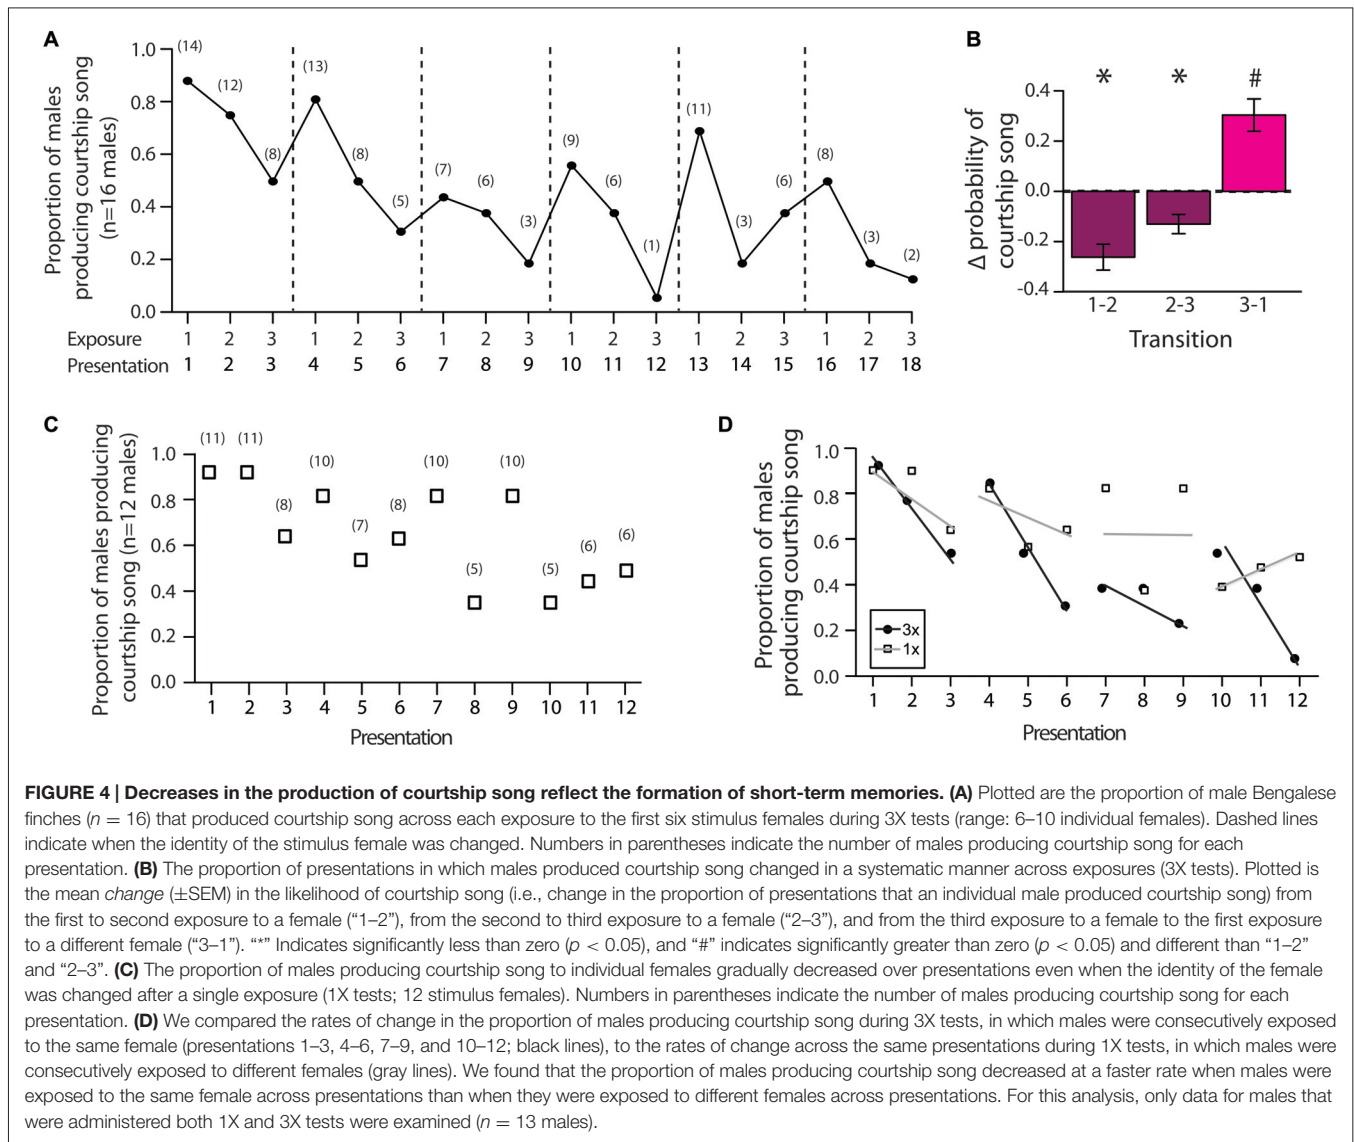 A
Proportion of males
producing courtship song
(n=16 males)
1.0
0.8
0.6
0.4
0.2
0.0
(14)
(12)
(8)
(13)
(8)
(5)
(7)
(6)
(3)
(9)
(6)
(1)
(11)
(3)
(6)
(8)
(3)
(2)
Exposure 1 2 3 1 2 3 1 2 3 1 2 3 1 2 3 1 2 3
Presentation 1 2 3 4 5 6 7 8 9 10 11 12 13 14 15 16 17 18
B
Δ probability of
courtship song
0.4
0.2
0.0
-0.2
-0.4
* * #
1-2 2-3 3-1
Transition
C
Proportion of males producing
courtship song (n=12 males)
1.0
0.8
0.6
0.4
0.2
0.0
(11)
(11)
(8)
(10)
(7)
(8)
(10)
(5)
(10)
(5)
(6)
(6)
1 2 3 4 5 6 7 8 9 10 11 12
Presentation
D
Proportion of males
producing courtship song
1.0
0.8
0.6
0.4
0.2
0.0
3x
1x
1 2 3 4 5 6 7 8 9 10 11 12
Presentation
FIGURE 4 | Decreases in the production of courtship song reflect the formation of short-term memories. (A) Plotted are the proportion of male Bengalese
finches (n = 16) that produced courtship song across each exposure to the first six stimulus females during 3X tests (range: 6–10 individual females). Dashed lines
indicate when the identity of the stimulus female was changed. Numbers in parentheses indicate the number of males producing courtship song for each
presentation. (B) The proportion of presentations in which males produced courtship song changed in a systematic manner across exposures (3X tests). Plotted is
the mean change (±SEM) in the likelihood of courtship song (i.e., change in the proportion of presentations that an individual male produced courtship song) from
the first to second exposure to a female (“1–2”), from the second to third exposure to a female (“2–3”), and from the third exposure to a female to the first exposure
to a different female (“3–1”). “*” Indicates significantly less than zero (p < 0.05), and “#” indicates significantly greater than zero (p < 0.05) and different than “1–2”
and “2–3”. (C) The proportion of males producing courtship song to individual females gradually decreased over presentations even when the identity of the female
was changed after a single exposure (1X tests; 12 stimulus females). Numbers in parentheses indicate the number of males producing courtship song for each
presentation. (D) We compared the rates of change in the proportion of males producing courtship song during 3X tests, in which males were consecutively exposed
to the same female (presentations 1–3, 4–6, 7–9, and 10–12; black lines), to the rates of change across the same presentations during 1X tests, in which males were
consecutively exposed to different females (gray lines). We found that the proportion of males producing courtship song decreased at a faster rate when males were
exposed to the same female across presentations than when they were exposed to different females across presentations. For this analysis, only data for males that
were administered both 1X and 3X tests were examined (n = 13 males).